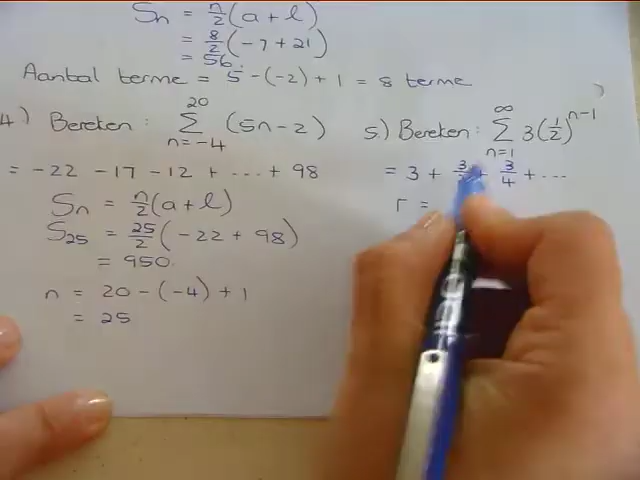 Sn = n/2 (a + l)
= 8/2 (-7 + 21)
= 56.
Aantal terme = 5 - (-2) + 1 = 8 terme
4) Bereken: 20 Σ n=-4 (5n-2)
= -22 -17 -12 + ... + 98
Sn = n/2 (a + l)
S25 = 25/2 (-22 + 98)
= 950.
n = 20 - (-4) + 1
= 25
5) Bereken: ∞ Σ n=1 3(1/2)^n-1
= 3 + 3 + 3/4 + ...
r =